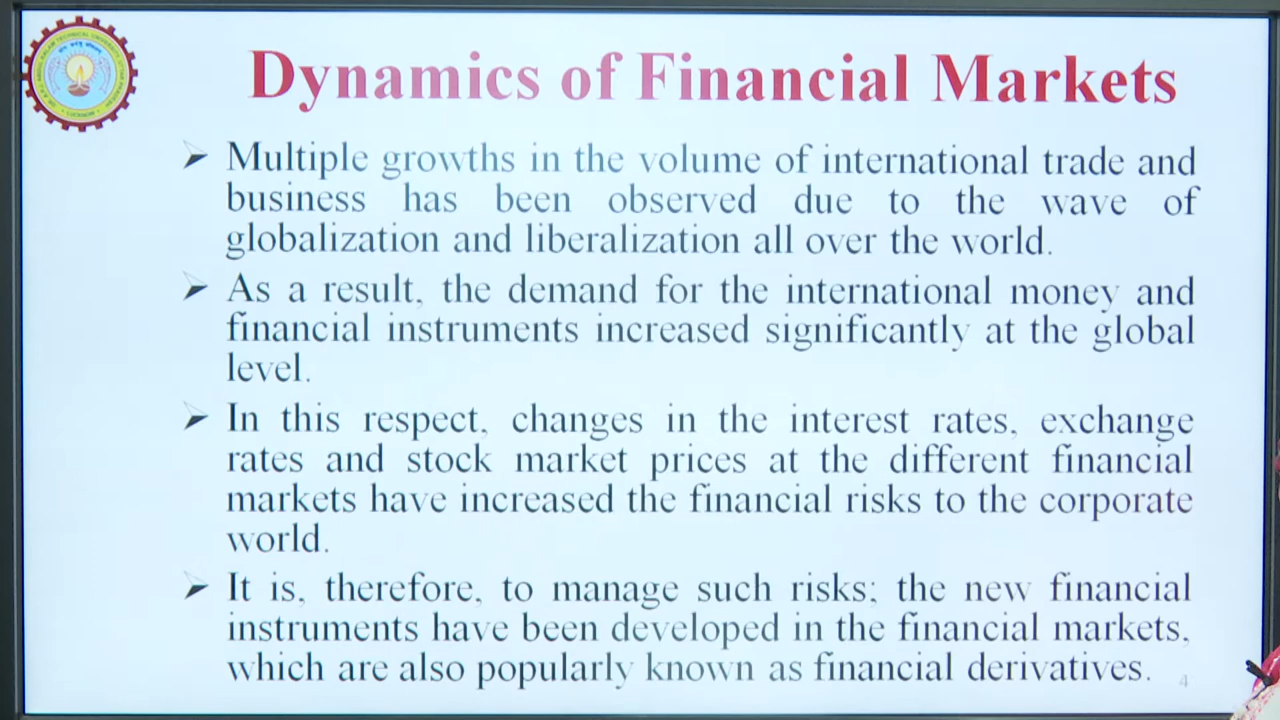 Dynamics of Financial Markets
➢ Multiple growths in the volume of international trade and
business has been observed due to the wave of
globalization and liberalization all over the world.
➢ As a result, the demand for the international money and
financial instruments increased significantly at the global
level.
➢ In this respect, changes in the interest rates, exchange
rates and stock market prices at the different financial
markets have increased the financial risks to the corporate
world.
➢ It is, therefore, to manage such risks; the new financial
instruments have been developed in the financial markets,
which are also popularly known as financial derivatives.
4